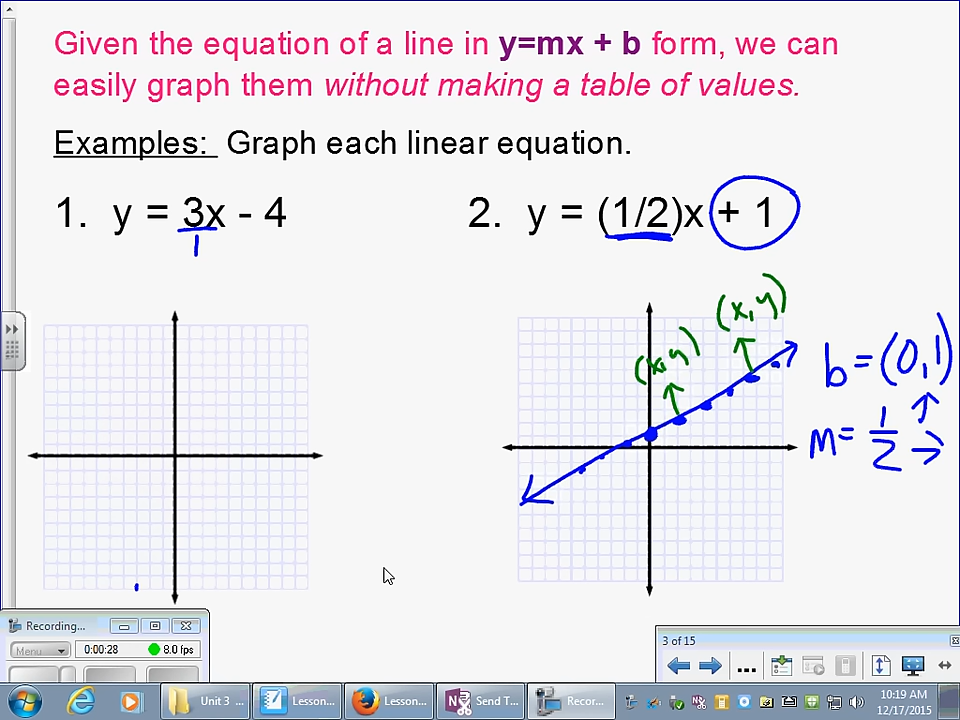 Given the equation of a line in y=mx + b form, we can
easily graph them without making a table of values.
Examples: Graph each linear equation.
1. y = 3x - 4
1
2. y = (1/2)x + 1
(x,y)
(x,y)
b=(0,1)
m=1/2
Recording...
Menu
0:00:28
8.0 fps
3 of 15
Unit 3 ...
Lesson...
Lesson...
Send T...
Recor...
10:19 AM
12/17/2015